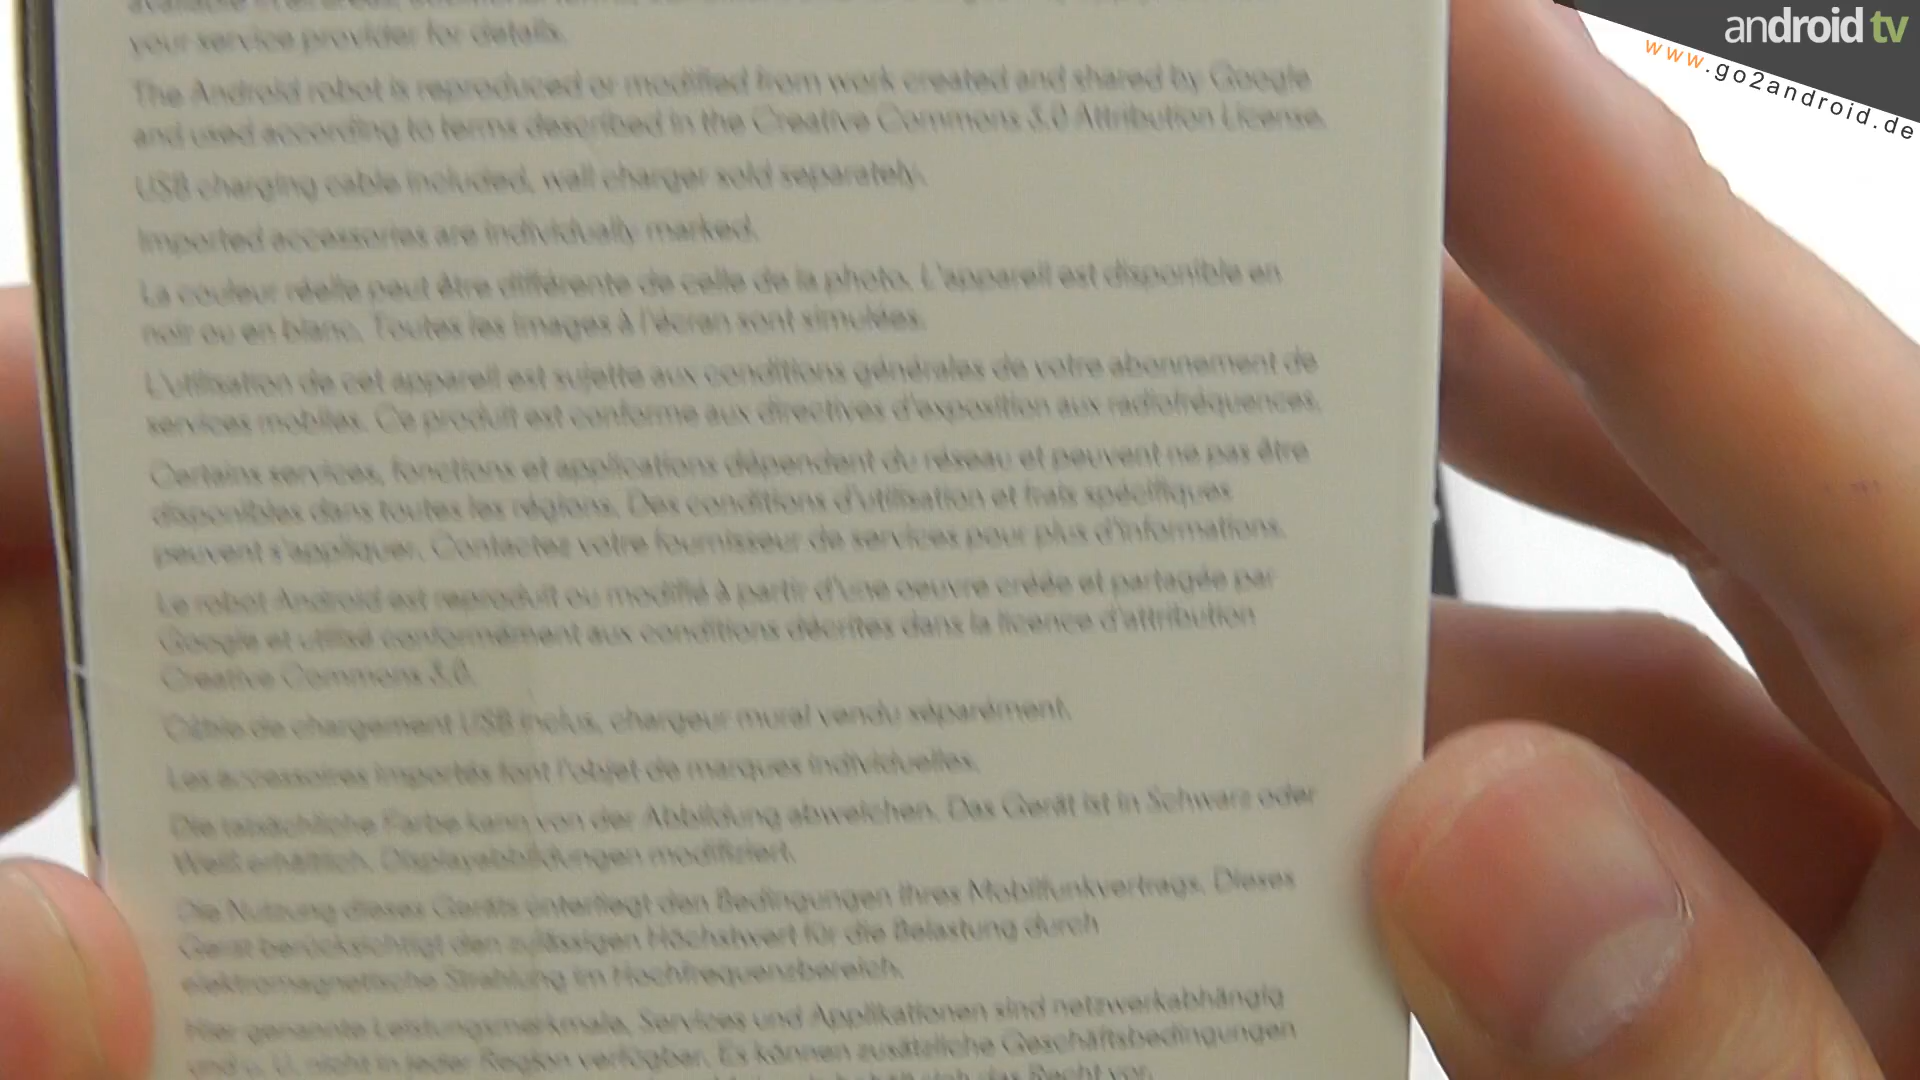 android tv
www.go2android.de
your service provider for details.
The Android robot is reproduced or modified from work created and shared by Google
and used according to terms described in the Creative Commons 3.0 Attribution License.
USB charging cable included, wall charger sold separately.
Imported accessories are individually marked.
La couleur réelle peut être différente de celle de la photo. L'appareil est disponible en
noir ou en blanc. Toutes les images à l'écran sont simulées.
L'utilisation de cet appareil est sujette aux conditions générales de votre abonnement de
services mobiles. Ce produit est conforme aux directives d'exposition aux radiofréquences.
Certains services, fonctions et applications dépendent du réseau et peuvent ne pas être
disponibles dans toutes les régions. Des conditions d'utilisation et frais spécifiques
peuvent s'appliquer. Contactez votre fournisseur de services pour plus d'informations.
Le robot Android est reproduit ou modifié à partir d'une oeuvre créée et partagée par
Google et utilisé conformément aux conditions décrites dans la licence d'attribution
Creative Commons 3.0.
Câble de chargement USB inclus, chargeur mural vendu séparément.
Les accessoires importés font l'objet de marques individuelles.
Die tatsächliche Farbe kann von der Abbildung abweichen. Das Gerät ist in Schwarz oder
Weiß erhältlich. Displayabbildungen modifiziert.
Die Nutzung dieses Geräts unterliegt den Bedingungen Ihres Mobilfunkvertrags. Dieses
Gerät berücksichtigt den zulässigen Höchstwert für die Belastung durch
elektromagnetische Strahlung im Hochfrequenzbereich.
Hier genannte Leistungsmerkmale, Services und Applikationen sind netzwerkabhängig
und u. U. nicht in jeder Region verfügbar. Es können zusätzliche Geschäftsbedingungen
sich das Recht vor,